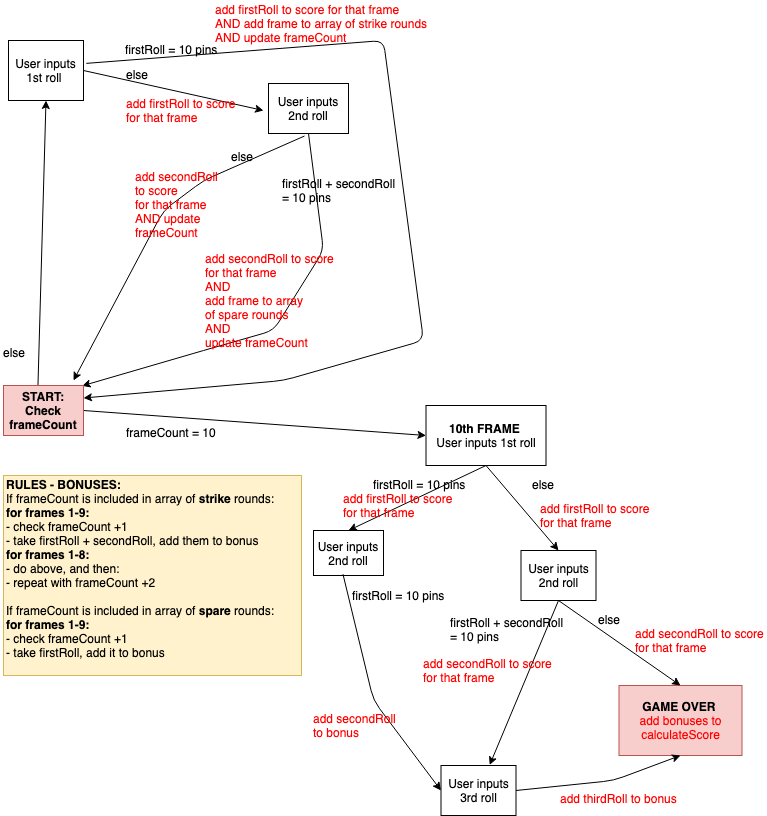 add firstRoll to score for that frame
AND add frame to array of strike rounds
AND update frameCount
firstRoll = 10 pins
User inputs
1st roll
else
add firstRoll to score
for that frame
User inputs
2nd roll
else
add secondRoll
to score
for that frame
AND update
frameCount
firstRoll + secondRoll
= 10 pins
add secondRoll to score
for that frame
AND
add frame to array
of spare rounds
AND
update frameCount
else
START:
Check
frameCount
frameCount = 10
10th FRAME
User inputs 1st roll
RULES - BONUSES:
If frameCount is included in array of strike rounds:
for frames 1-9:
- check frameCount +1
- take firstRoll + secondRoll, add them to bonus
for frames 1-8:
- do above, and then:
- repeat with frameCount +2
If frameCount is included in array of spare rounds:
for frames 1-9:
- check frameCount +1
- take firstRoll, add it to bonus
firstRoll = 10 pins
add firstRoll to score
for that frame
else
add firstRoll to score
for that frame
User inputs
2nd roll
User inputs
2nd roll
firstRoll = 10 pins
firstRoll + secondRoll
= 10 pins
else
add secondRoll to score
for that frame
add secondRoll to score
for that frame
GAME OVER
add bonuses to
calculateScore
add secondRoll
to bonus
User inputs
3rd roll
add thirdRoll to bonus